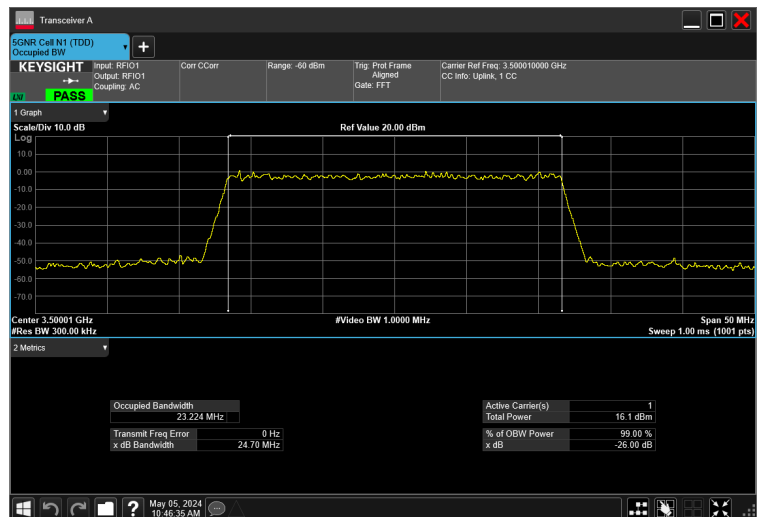 Transceiver A
5GNR Cell N1 (TDD)
Occupied BW
+
KEYSIGHT
LXI
PASS
Input: RFIO1
Output: RFIO1
Coupling: AC
Corr CCorr
Range: -60 dBm
Trig: Prot Frame
Aligned
Gate: FFT
Carrier Ref Freq: 3.500010000 GHz
CC Info: Uplink, 1 CC
1 Graph
Scale/Div 10.0 dB
Ref Value 20.00 dBm
Log
10.0
0.00
-10.0
-20.0
-30.0
-40.0
-50.0
-60.0
-70.0
Center 3.50001 GHz
#Video BW 1.0000 MHz
Span 50 MHz
#Res BW 300.00 kHz
Sweep 1.00 ms (1001 pts)
2 Metrics
Occupied Bandwidth
23.224 MHz
Transmit Freq Error 0 Hz
x dB Bandwidth 24.70 MHz
Active Carrier(s) 1
Total Power 16.1 dBm
% of OBW Power 99.00 %
x dB -26.00 dB
?
May 05, 2024
10:46:35 AM